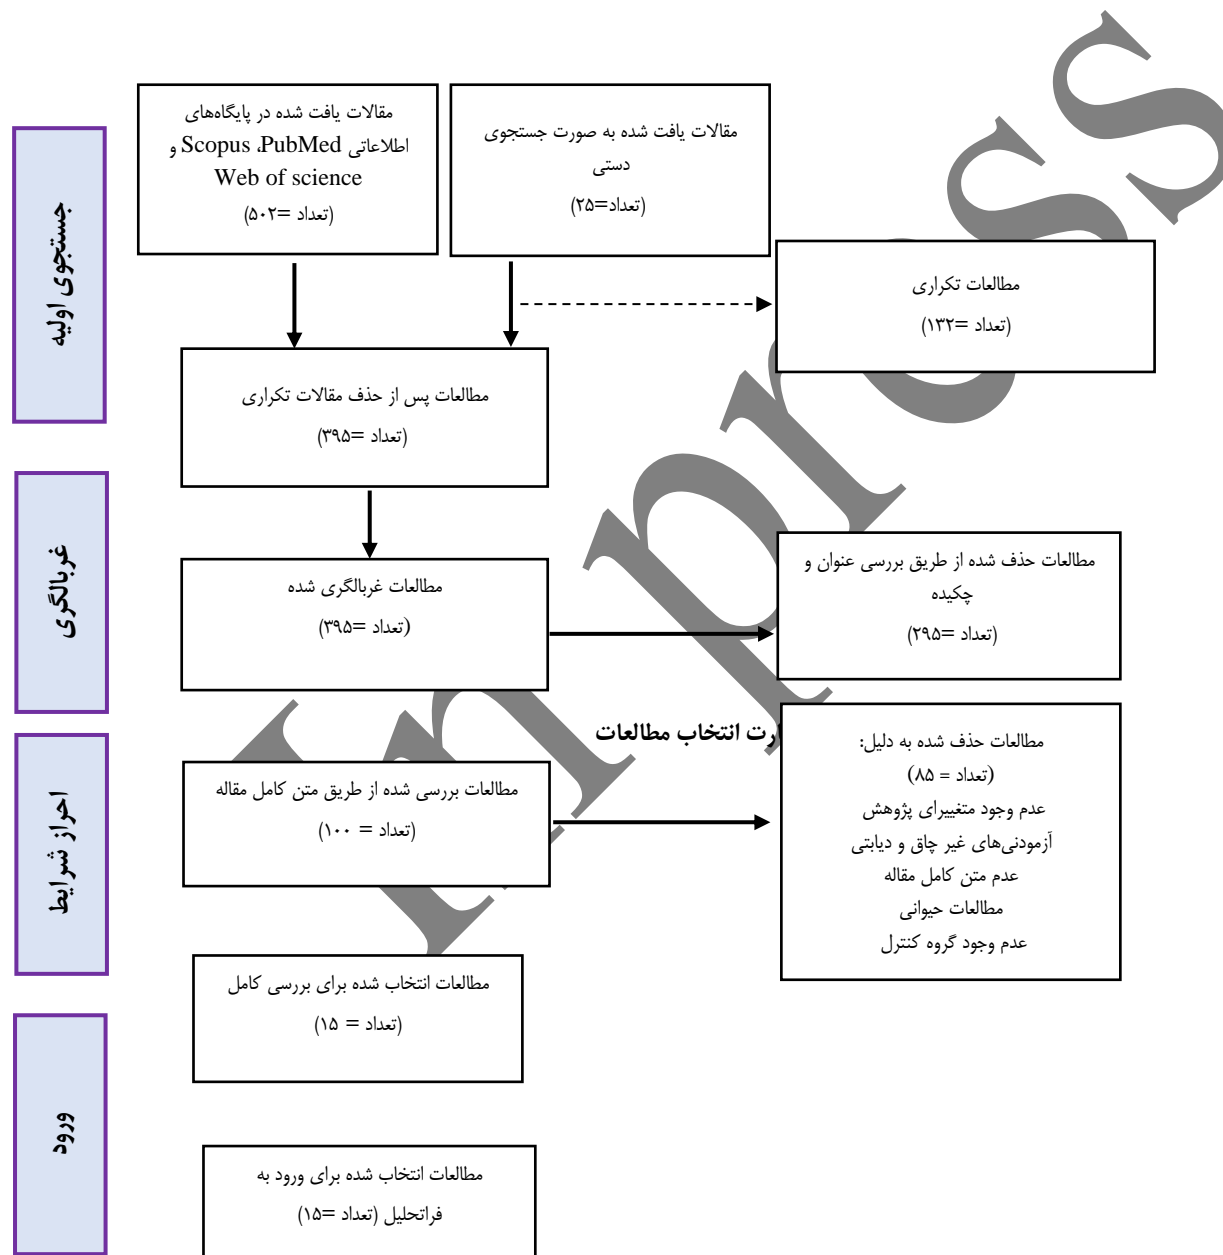 مقالات یافت شده در پایگاه‌های
اطلاعاتی PubMed، Scopus و
Web of science
(تعداد =۵۰۲)
مقالات یافت شده به صورت جستجوی
دستی
(تعداد=۲۵)
جستجوی اولیه
مطالعات تکراری
(تعداد =۱۳۲)
مطالعات پس از حذف مقالات تکراری
(تعداد =۳۹۵)
غربالگری
مطالعات غربالگری شده
(تعداد =۳۹۵)
مطالعات حذف شده از طریق بررسی عنوان و
چکیده
(تعداد =۲۹۵)
انتخاب مطالعات
احراز شرایط
مطالعات بررسی شده از طریق متن کامل مقاله
(تعداد = ۱۰۰)
مطالعات حذف شده به دلیل:
(تعداد = ۸۵)
عدم وجود متغییرای پژوهش
آزمودنی‌های غیر چاق و دیابتی
عدم متن کامل مقاله
مطالعات حیوانی
عدم وجود گروه کنترل
مطالعات انتخاب شده برای بررسی کامل
(تعداد = ۱۵)
ورود
مطالعات انتخاب شده برای ورود به
فراتحلیل (تعداد =۱۵)
In press